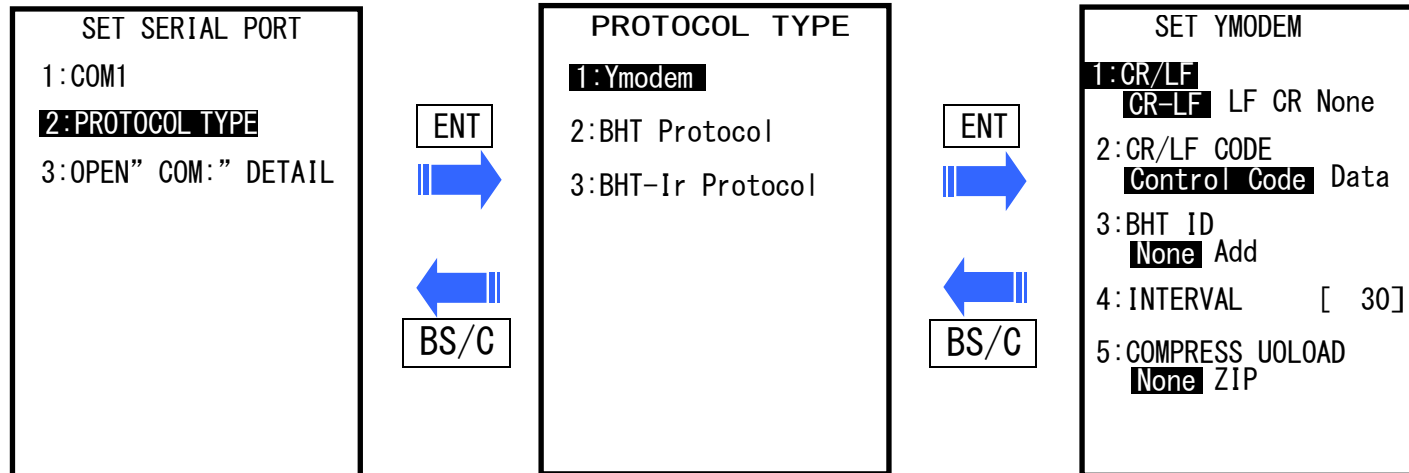 SET SERIAL PORT
1:COM1
2:PROTOCOL TYPE
3:OPEN” COM:” DETAIL
ENT
BS/C
PROTOCOL TYPE
1:Ymodem
2:BHT Protocol
3:BHT-Ir Protocol
ENT
BS/C
SET YMODEM
1:CR/LF
CR-LF LF CR None
2:CR/LF CODE
Control Code Data
3:BHT ID
None Add
4:INTERVAL [ 30]
5:COMPRESS UOLOAD
None ZIP